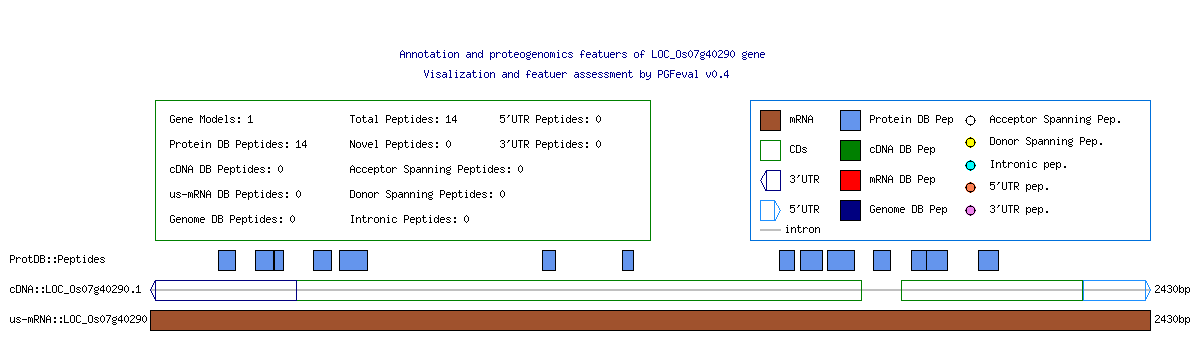 Annotation and proteogenomics featuers of LOC_Os07g40290 gene
Visalization and featuer assessment by PGFeval v0.4
Gene Models: 1 Total Peptides: 14 5'UTR Peptides: 0
Protein DB Peptides: 14 Novel Peptides: 0 3'UTR Peptides: 0
cDNA DB Peptides: 0 Acceptor Spanning Peptides: 0
us-mRNA DB Peptides: 0 Donor Spanning Peptides: 0
Genome DB Peptides: 0 Intronic Peptides: 0
mRNA Protein DB Pep Acceptor Spanning Pep.
CDs cDNA DB Pep Donor Spanning Pep.
3'UTR mRNA DB Pep Intronic pep.
5'UTR Genome DB Pep 5'UTR pep.
intron 3'UTR pep.
ProtDB::Peptides
cDNA::LOC_Os07g40290.1 2430bp
us-mRNA::LOC_Os07g40290 2430bp